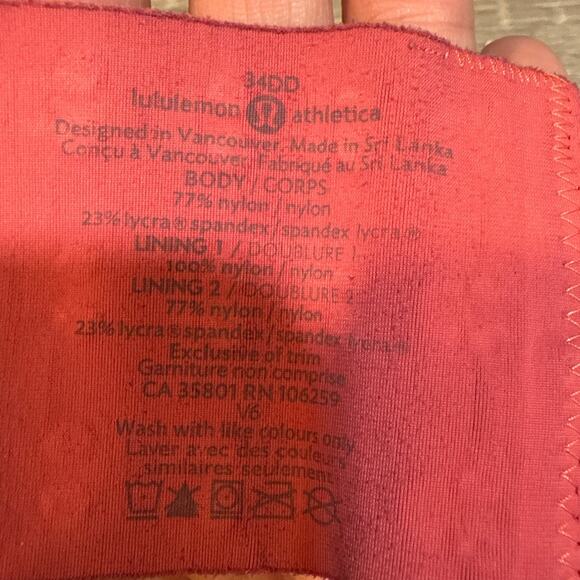 34DD
lululemon athletica
Designed in Vancouver, Made in Sri Lanka
Conçu à Vancouver, Fabriqué au Sri Lanka
BODY / CORPS
77% nylon / nylon
23% lycra® spandex / spandex lycra®
LINING 1 / DOUBLURE 1
100% nylon / nylon
LINING 2 / DOUBLURE 2
77% nylon / nylon
23% lycra® spandex / spandex lycra®
Exclusive of trim
Garniture non comprise
CA 35801 RN 106259
V6
Wash with like colours only
Laver avec des couleurs
similaires seulement